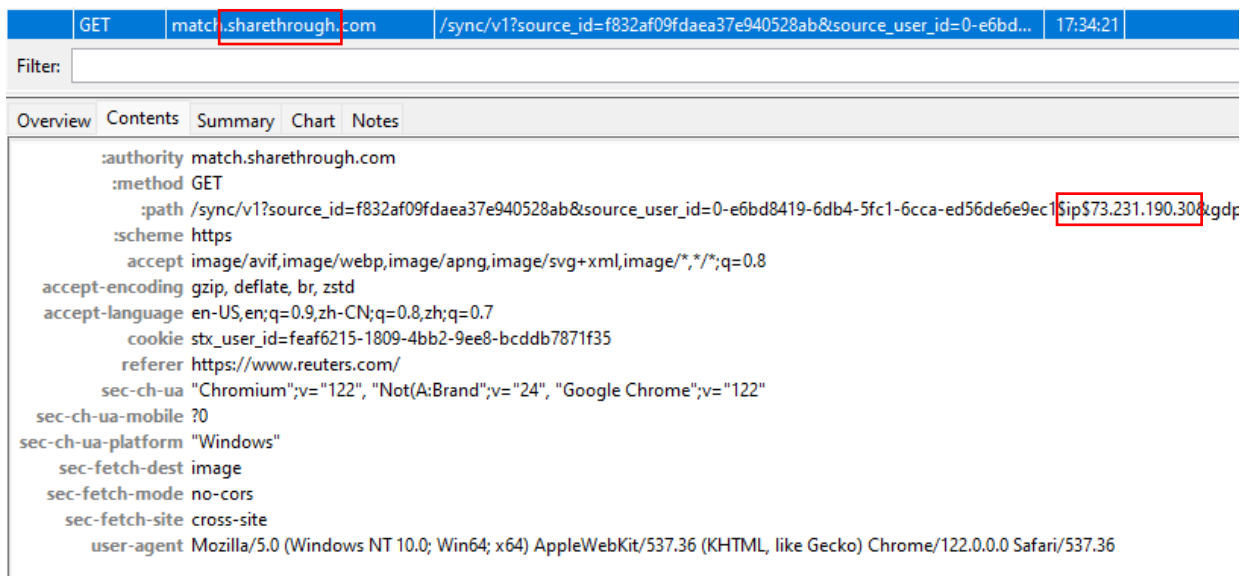 GET match.sharethrough.com /sync/v1?source_id=f832af09fdaea37e940528ab&source_user_id=0-e6bd... 17:34:21
Filter:
Overview Contents Summary Chart Notes
:authority match.sharethrough.com
:method GET
:path /sync/v1?source_id=f832af09fdaea37e940528ab&source_user_id=0-e6bd8419-6db4-5fc1-6cca-ed56de6e9ec1$ip$73.231.190.30&gdp
:scheme https
accept image/avif,image/webp,image/apng,image/svg+xml,image/*,*/*;q=0.8
accept-encoding gzip, deflate, br, zstd
accept-language en-US,en;q=0.9,zh-CN;q=0.8,zh;q=0.7
cookie stx_user_id=feaf6215-1809-4bb2-9ee8-bcddb7871f35
referer https://www.reuters.com/
sec-ch-ua "Chromium";v="122", "Not(A:Brand";v="24", "Google Chrome";v="122"
sec-ch-ua-mobile ?0
sec-ch-ua-platform "Windows"
sec-fetch-dest image
sec-fetch-mode no-cors
sec-fetch-site cross-site
user-agent Mozilla/5.0 (Windows NT 10.0; Win64; x64) AppleWebKit/537.36 (KHTML, like Gecko) Chrome/122.0.0.0 Safari/537.36